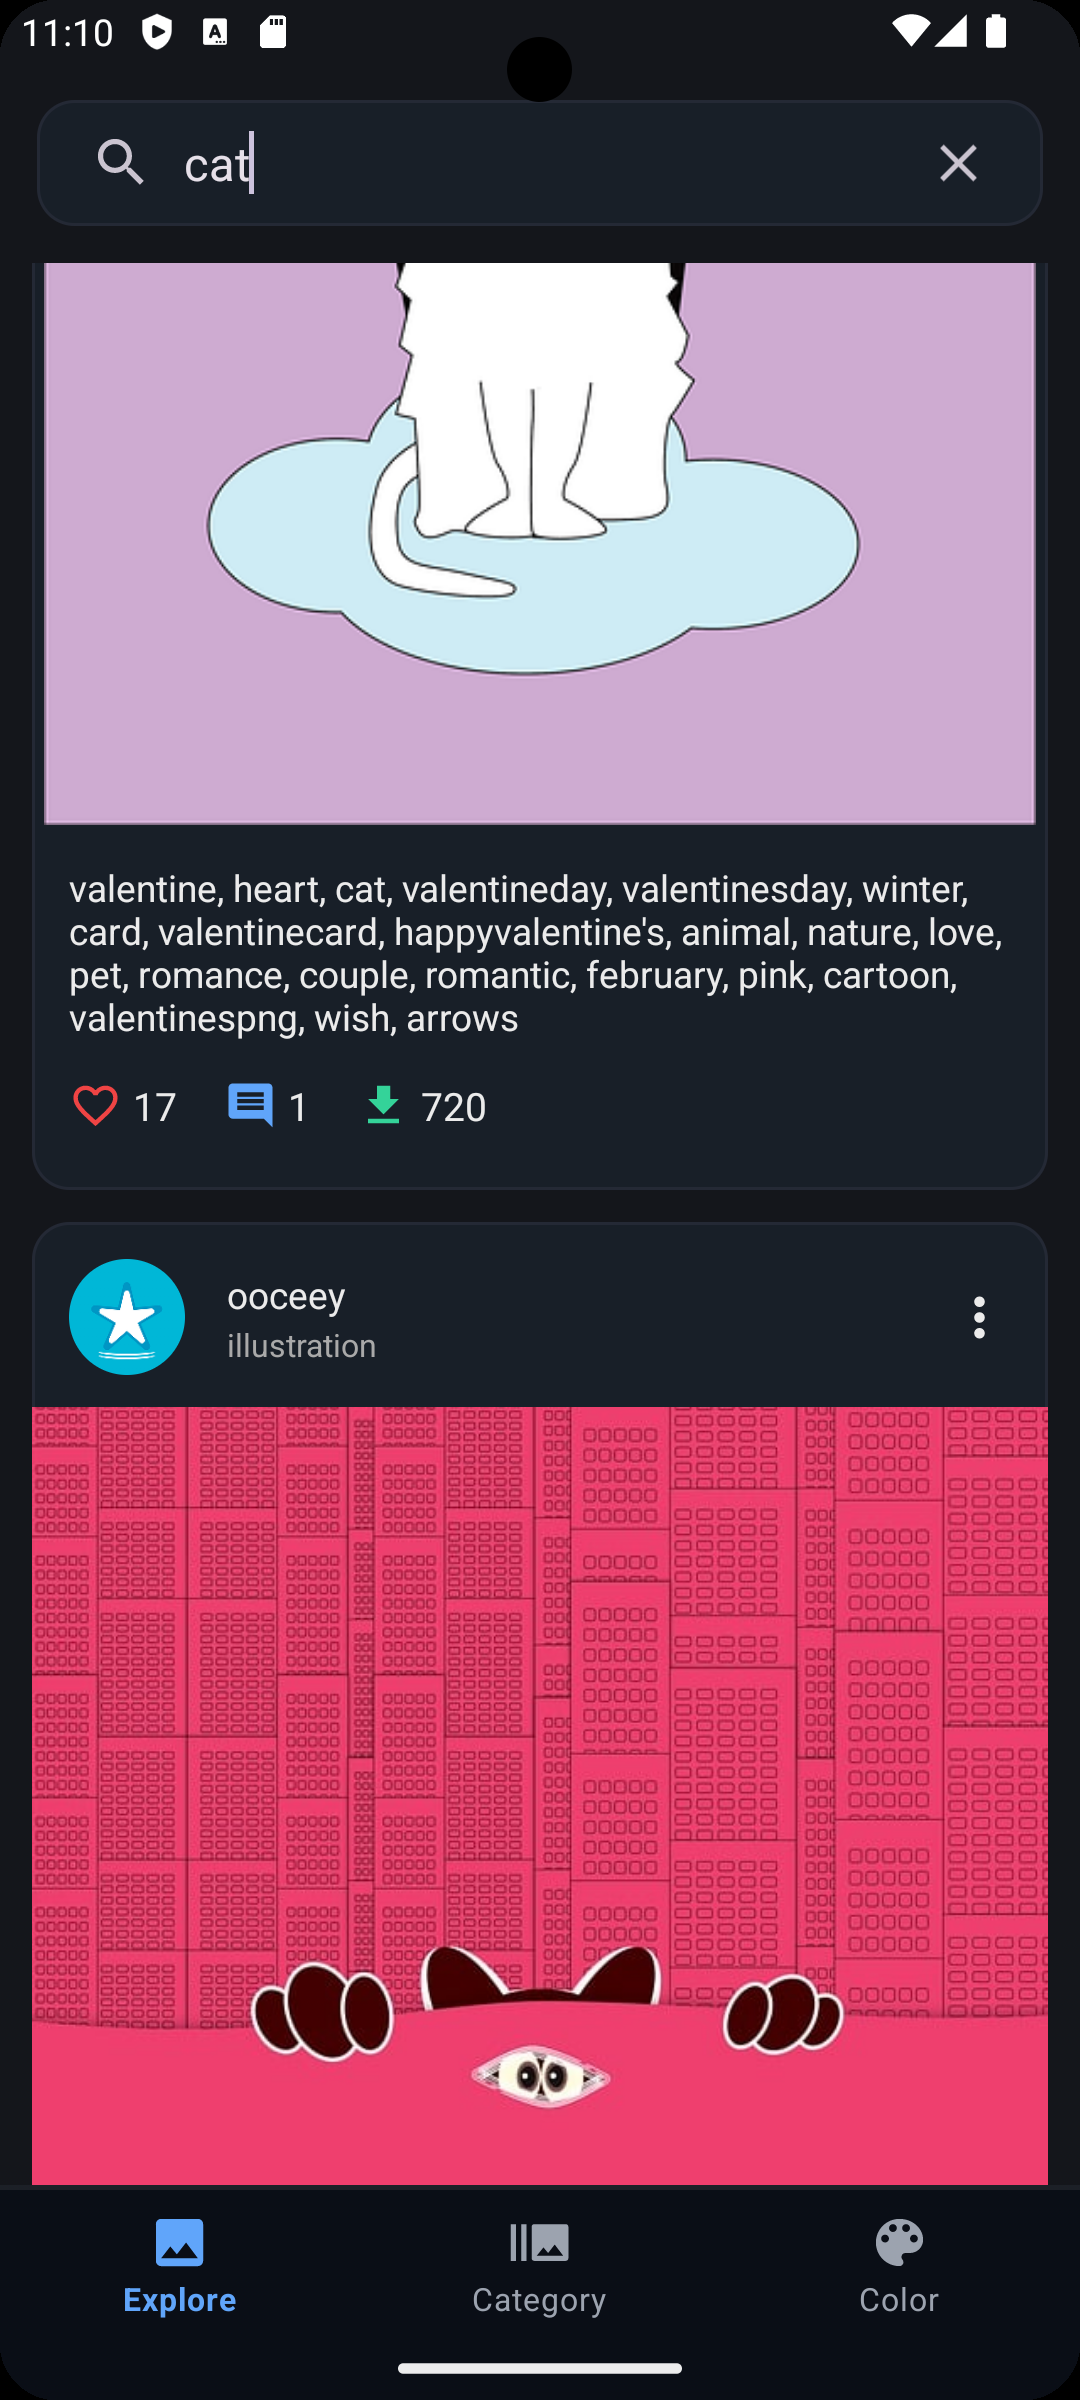 11:10
cat
valentine, heart, cat, valentineday, valentinesday, winter,
card, valentinecard, happyvalentine's, animal, nature, love,
pet, romance, couple, romantic, february, pink, cartoon,
valentinespng, wish, arrows
17 1 720
ooceey
illustration
Explore Category Color